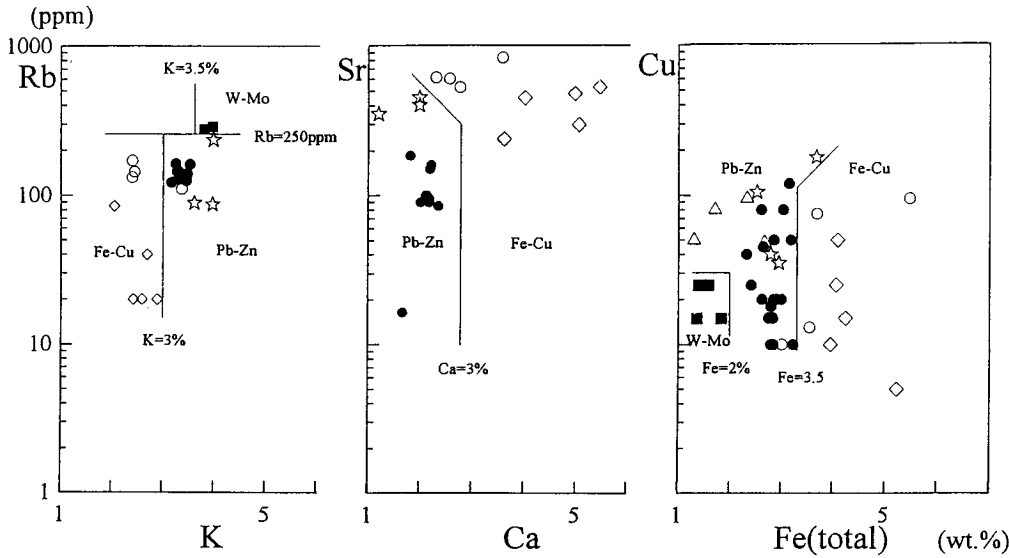 (ppm)
1000
100
10
1
Rb
K=3.5%
W-Mo
Rb=250ppm
Fe-Cu
Pb-Zn
K=3%
1
5
K
Sr
Pb-Zn
Fe-Cu
Ca=3%
1
5
Ca
Cu
Pb-Zn
Fe-Cu
W-Mo
Fe=2%
Fe=3.5
1
5
Fe(total)
(wt.%)